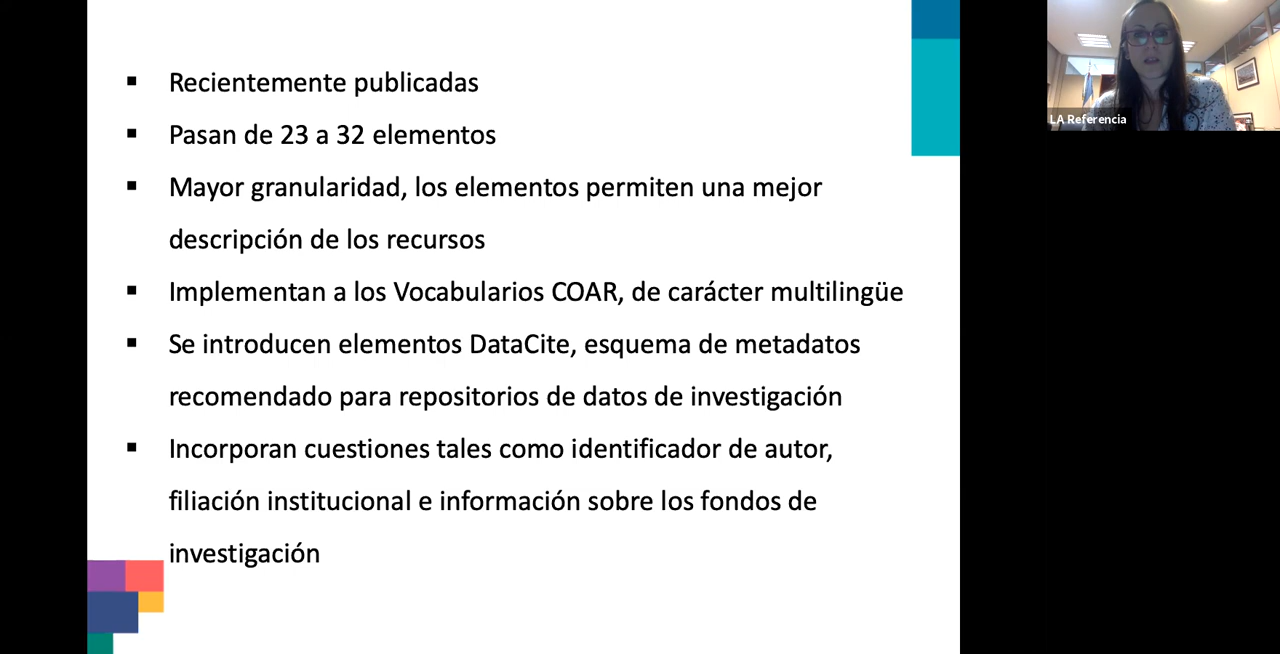 ▪ Recientemente publicadas
▪ Pasan de 23 a 32 elementos
▪ Mayor granularidad, los elementos permiten una mejor
descripción de los recursos
▪ Implementan a los Vocabularios COAR, de carácter multilingüe
▪ Se introducen elementos DataCite, esquema de metadatos
recomendado para repositorios de datos de investigación
▪ Incorporan cuestiones tales como identificador de autor,
filiación institucional e información sobre los fondos de
investigación
LA Referencia